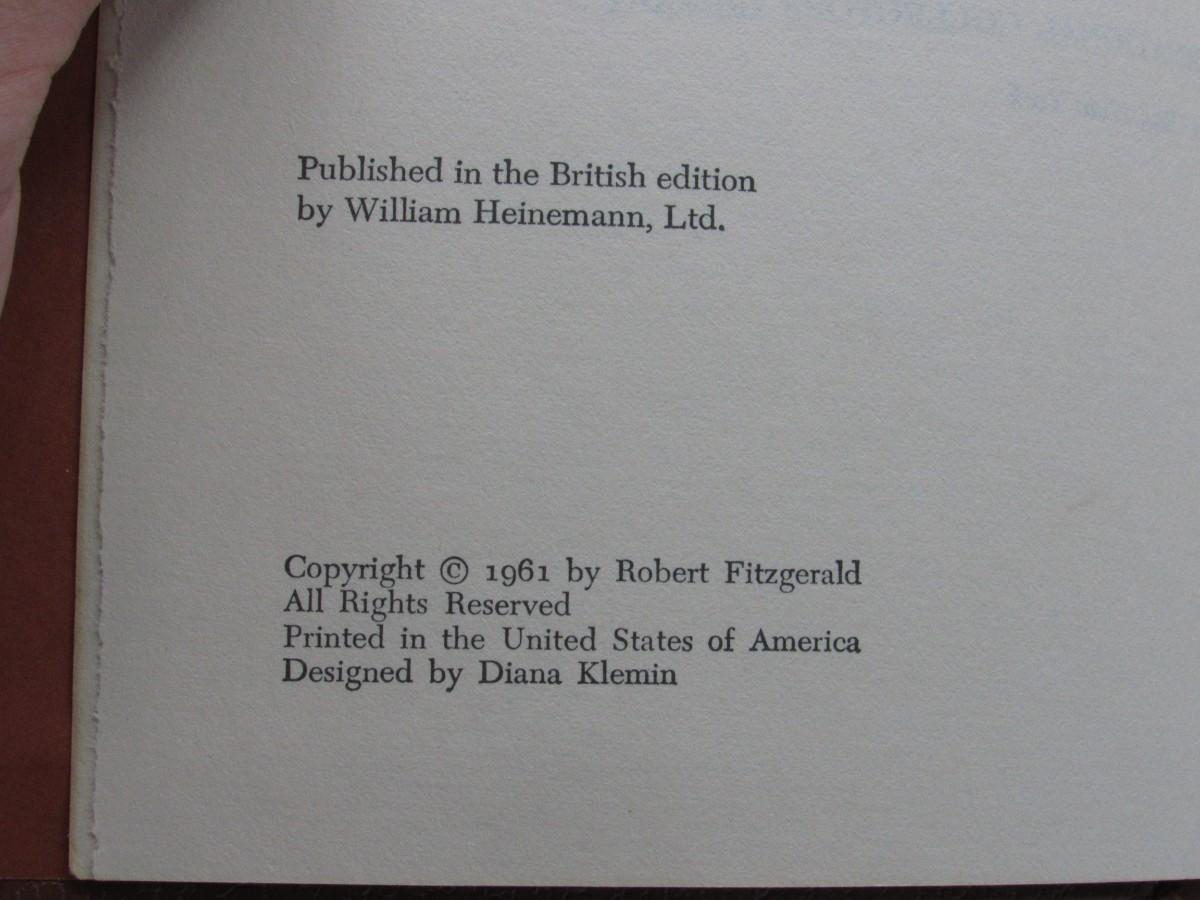 Published in the British edition
by William Heinemann, Ltd.
Copyright © 1961 by Robert Fitzgerald
All Rights Reserved
Printed in the United States of America
Designed by Diana Klemin